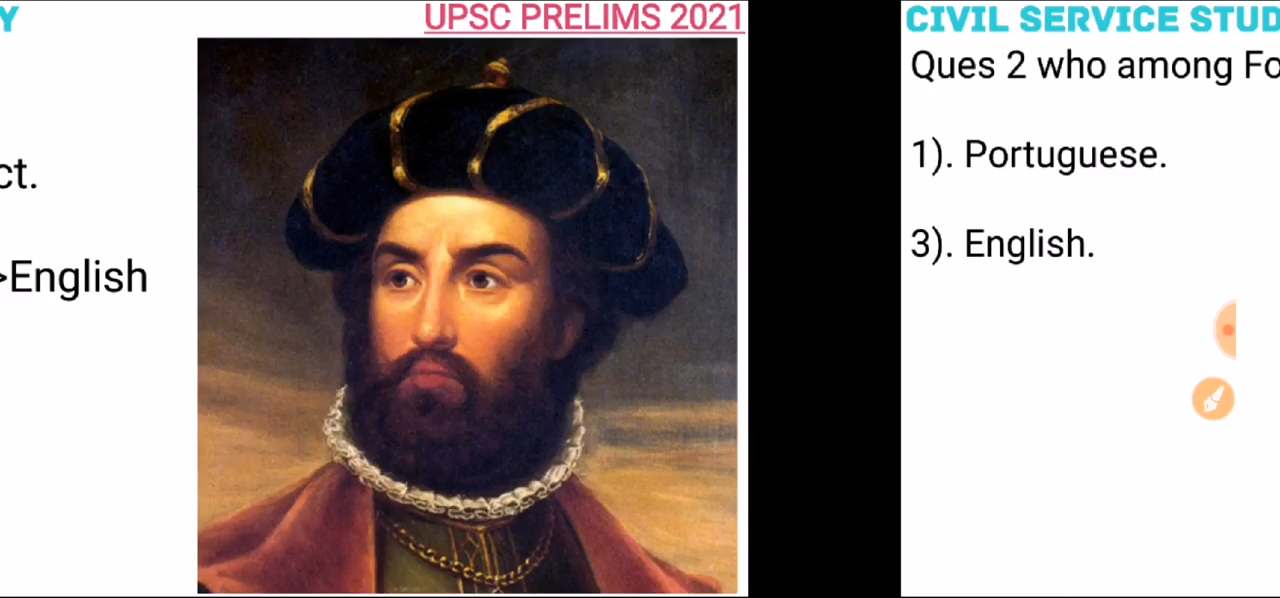 Y
UPSC PRELIMS 2021
ct.
>English
CIVIL SERVICE STUD
Ques 2 who among Fo
1). Portuguese.
3). English.